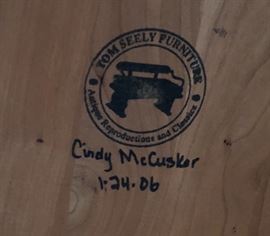 TOM SEELY FURNITURE
Antique Reproductions and Classics
Cindy McCusker
1-24-06